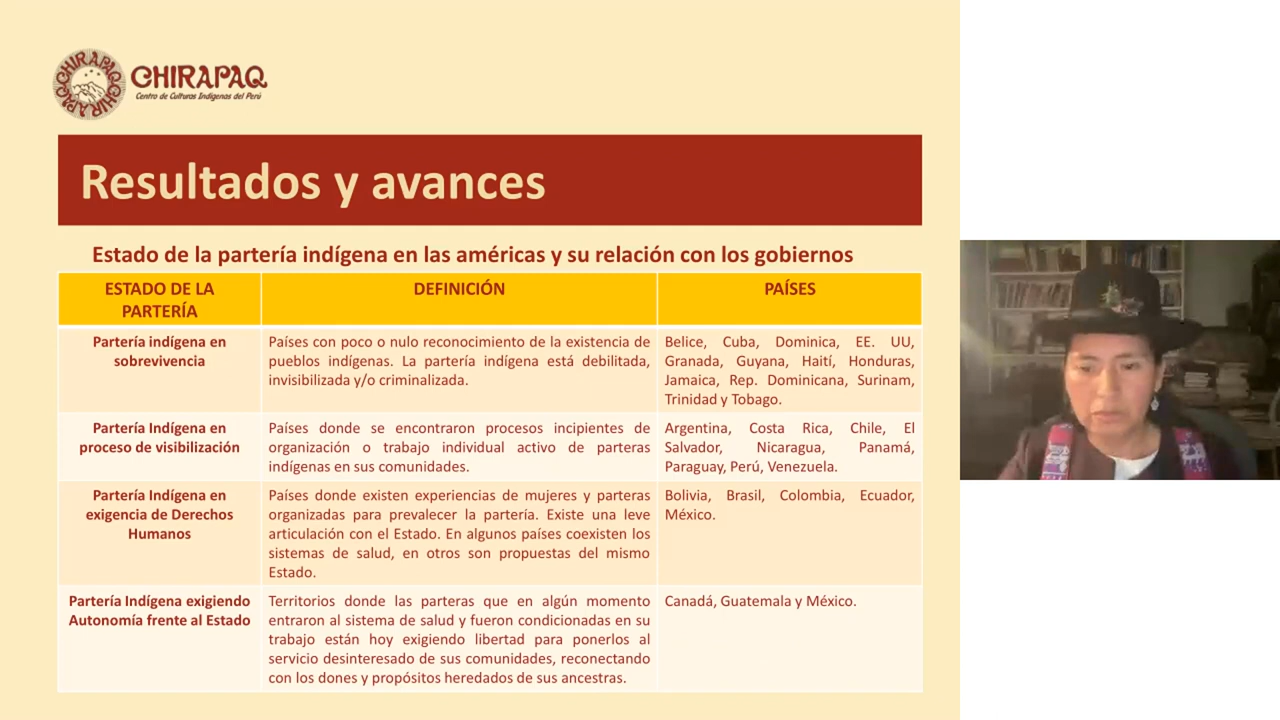 CHIRAPAQ CHIRAPAQ
CHIRAPAQ
Centro de Culturas Indígenas del Perú
Resultados y avances
Estado de la partería indígena en las américas y su relación con los gobiernos
ESTADO DE LA
PARTERÍA
DEFINICIÓN
PAÍSES
Partería indígena en
sobrevivencia
Países con poco o nulo reconocimiento de la existencia de
pueblos indígenas. La partería indígena está debilitada,
invisibilizada y/o criminalizada.
Belice, Cuba, Dominica, EE. UU,
Granada, Guyana, Haití, Honduras,
Jamaica, Rep. Dominicana, Surinam,
Trinidad y Tobago.
Partería Indígena en
proceso de visibilización
Países donde se encontraron procesos incipientes de
organización o trabajo individual activo de parteras
indígenas en sus comunidades.
Argentina, Costa Rica, Chile, El
Salvador, Nicaragua, Panamá,
Paraguay, Perú, Venezuela.
Partería Indígena en
exigencia de Derechos
Humanos
Países donde existen experiencias de mujeres y parteras
organizadas para prevalecer la partería. Existe una leve
articulación con el Estado. En algunos países coexisten los
sistemas de salud, en otros son propuestas del mismo
Estado.
Bolivia, Brasil, Colombia, Ecuador,
México.
Partería Indígena exigiendo
Autonomía frente al Estado
Territorios donde las parteras que en algún momento
entraron al sistema de salud y fueron condicionadas en su
trabajo están hoy exigiendo libertad para ponerlos al
servicio desinteresado de sus comunidades, reconectando
con los dones y propósitos heredados de sus ancestras.
Canadá, Guatemala y México.